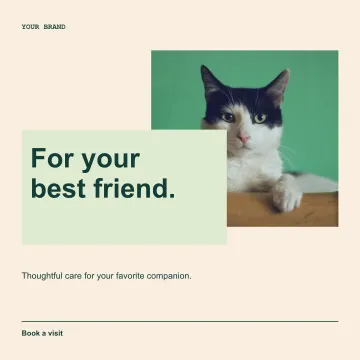 YOUR BRAND
For your
best friend.
Thoughtful care for your favorite companion.
Book a visit